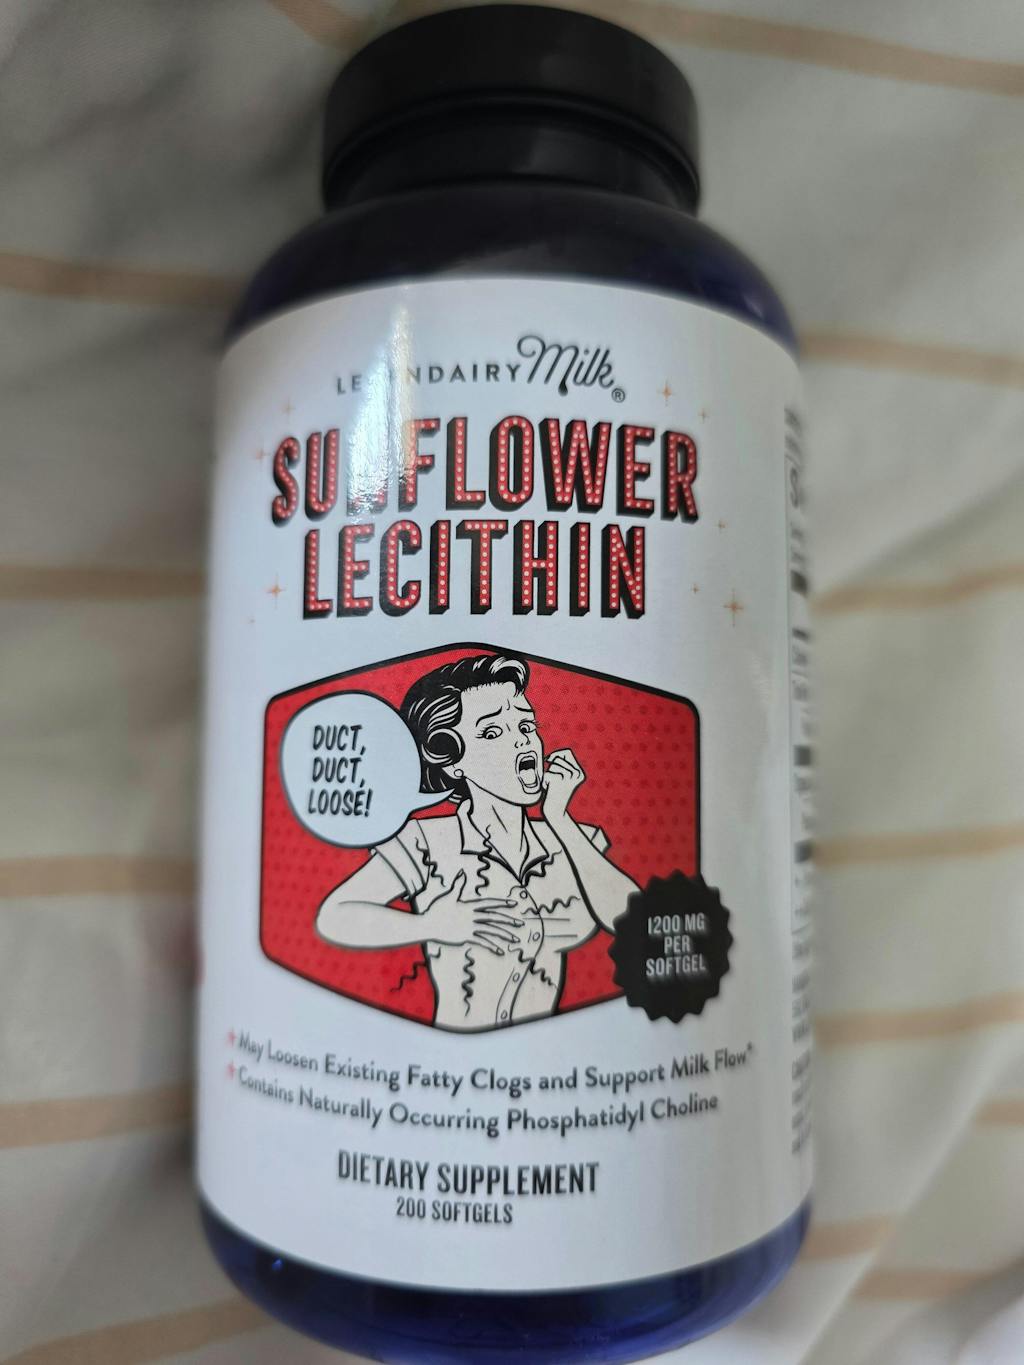 LEGENDAIRY Milk®
SUNFLOWER
LECITHIN
DUCT,
DUCT,
LOOSE!
1200 MG
PER
SOFTGEL
*May Loosen Existing Fatty Clogs and Support Milk Flow*
*Contains Naturally Occurring Phosphatidyl Choline
DIETARY SUPPLEMENT
200 SOFTGELS